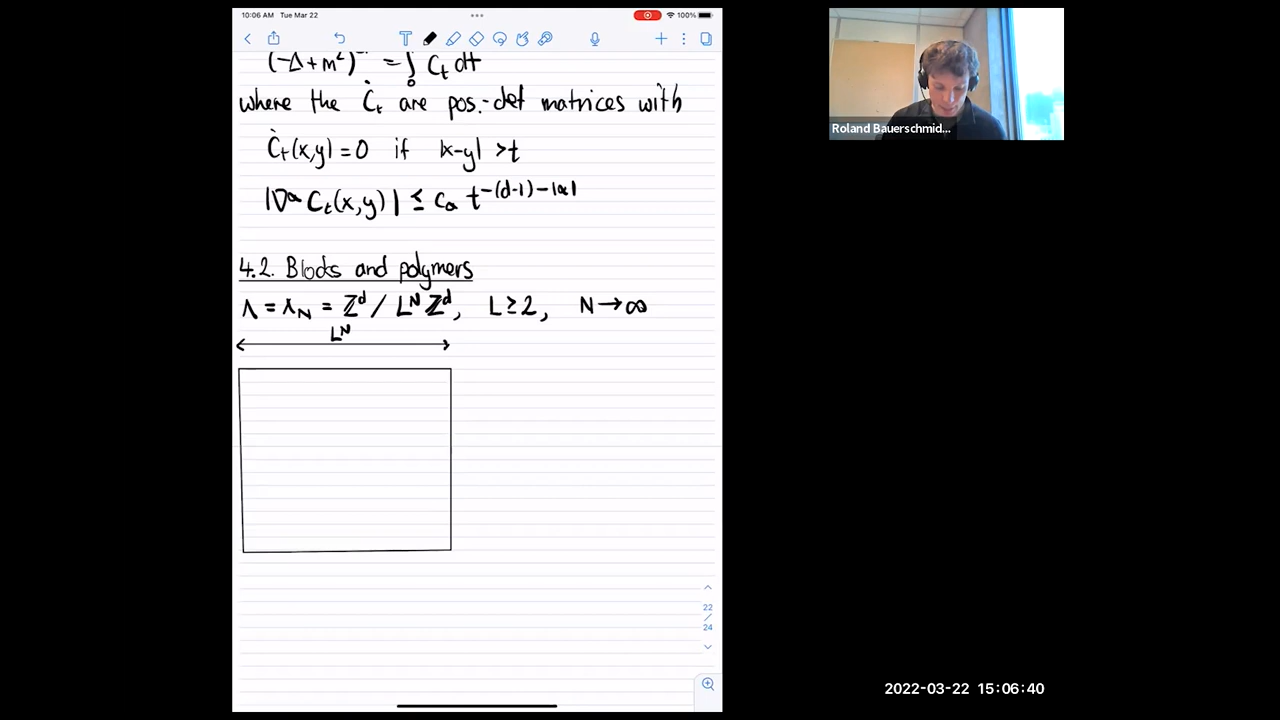 10:06 AM Tue Mar 22
100%
(-Δ+m²) = ∫₀ Ċₜ dt
where the Ċₜ are pos.-def matrices with
Ċₜ(x,y) = 0 if |x-y| > t
|∇^α Cₜ(x,y)| ≤ c_α t^{-(d-1)-|α|}
4.2. Blocks and polymers
Λ = Λ_N = ℤ^d / L^N ℤ^d, L ≥ 2, N → ∞
L^N
22
/
24
Roland Bauerschmid...
2022-03-22 15:06:40